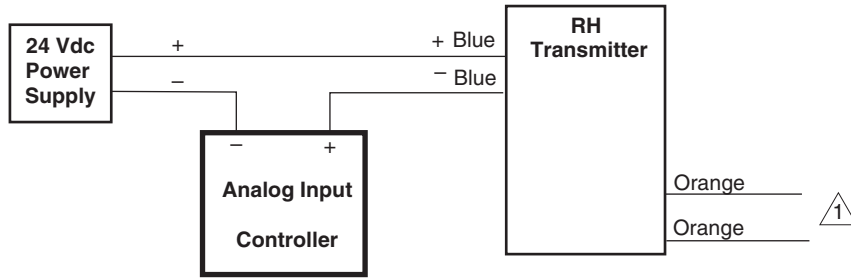 24 Vdc
Power
Supply
+
–
+ Blue
– Blue
RH
Transmitter
– +
Analog Input
Controller
Orange
Orange
1